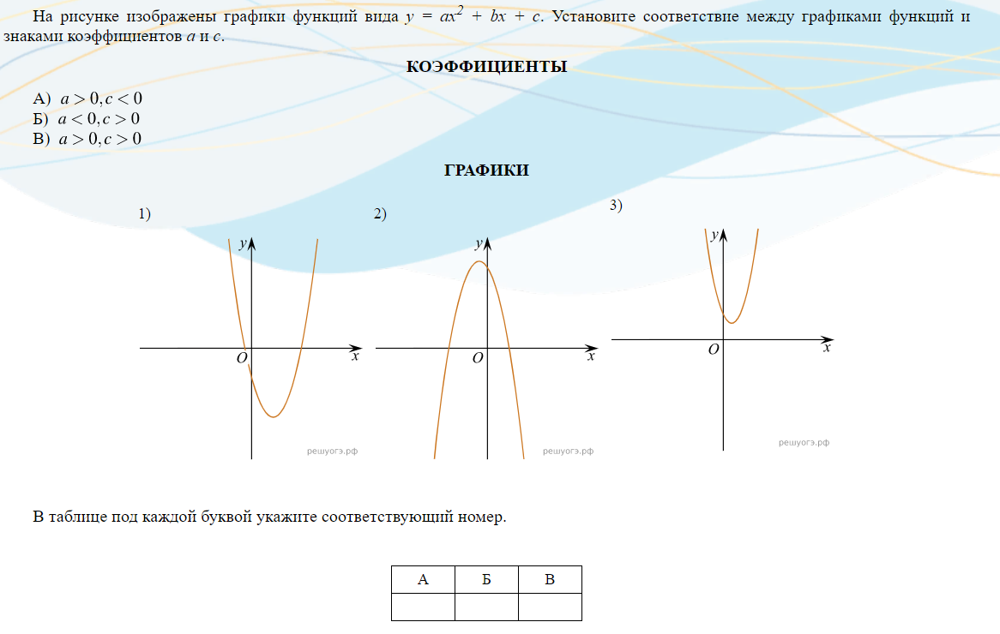 На рисунке изображены графики функций вида y = ax² + bx + c. Установите соответствие между графиками функций и
знаками коэффициентов a и c.
КОЭФФИЦИЕНТЫ
А) a > 0, c < 0
Б) a < 0, c > 0
В) a > 0, c > 0
ГРАФИКИ
1) 2) 3)
y y y
O x O x O x
решуогэ.рф решуогэ.рф решуогэ.рф
В таблице под каждой буквой укажите соответствующий номер.
А Б В